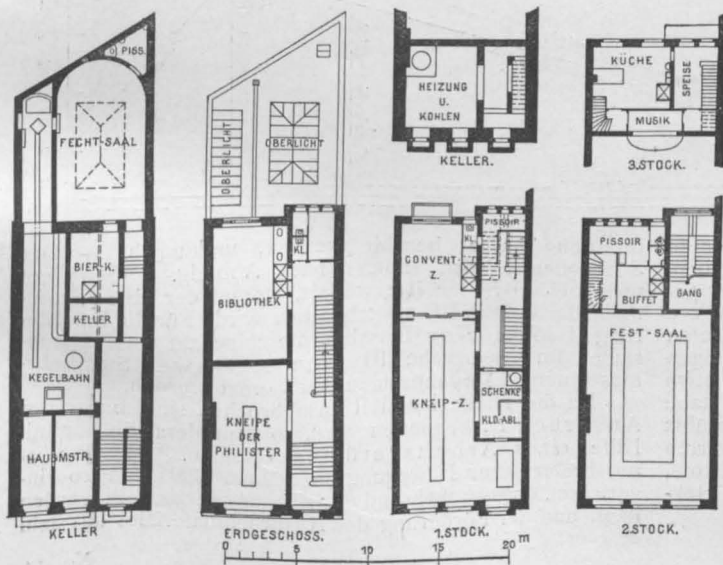 PISS.
FECHT-SAAL
BIER-K.
KELLER
KEGELBAHN
HAUSMSTR.
KELLER
OBERLICHT
OBERLICHT
KL.
BIBLIOTHEK
KNEIPE
DER
PHILISTER
ERDGESCHOSS.
HEIZUNG
U.
KOHLEN
KELLER.
KÜCHE
SPEISE
MUSIK
3.STOCK.
KL.
PISSOIR
CONVENT-
Z.
KNEIP-Z.
SCHENKE
KLD.ABL.
1.STOCK.
PISSOIR
BUFFET
GANG
FEST-SAAL
2.STOCK.
0 5 10 15 20 m